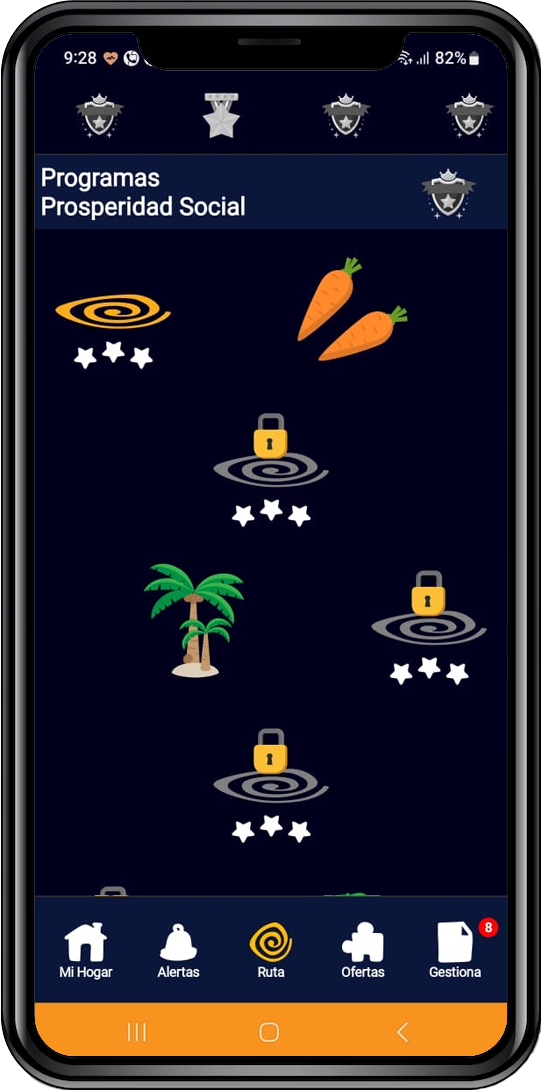 9:28
82%
Programas
Prosperidad Social
8
Mi Hogar
Alertas
Ruta
Ofertas
Gestiona